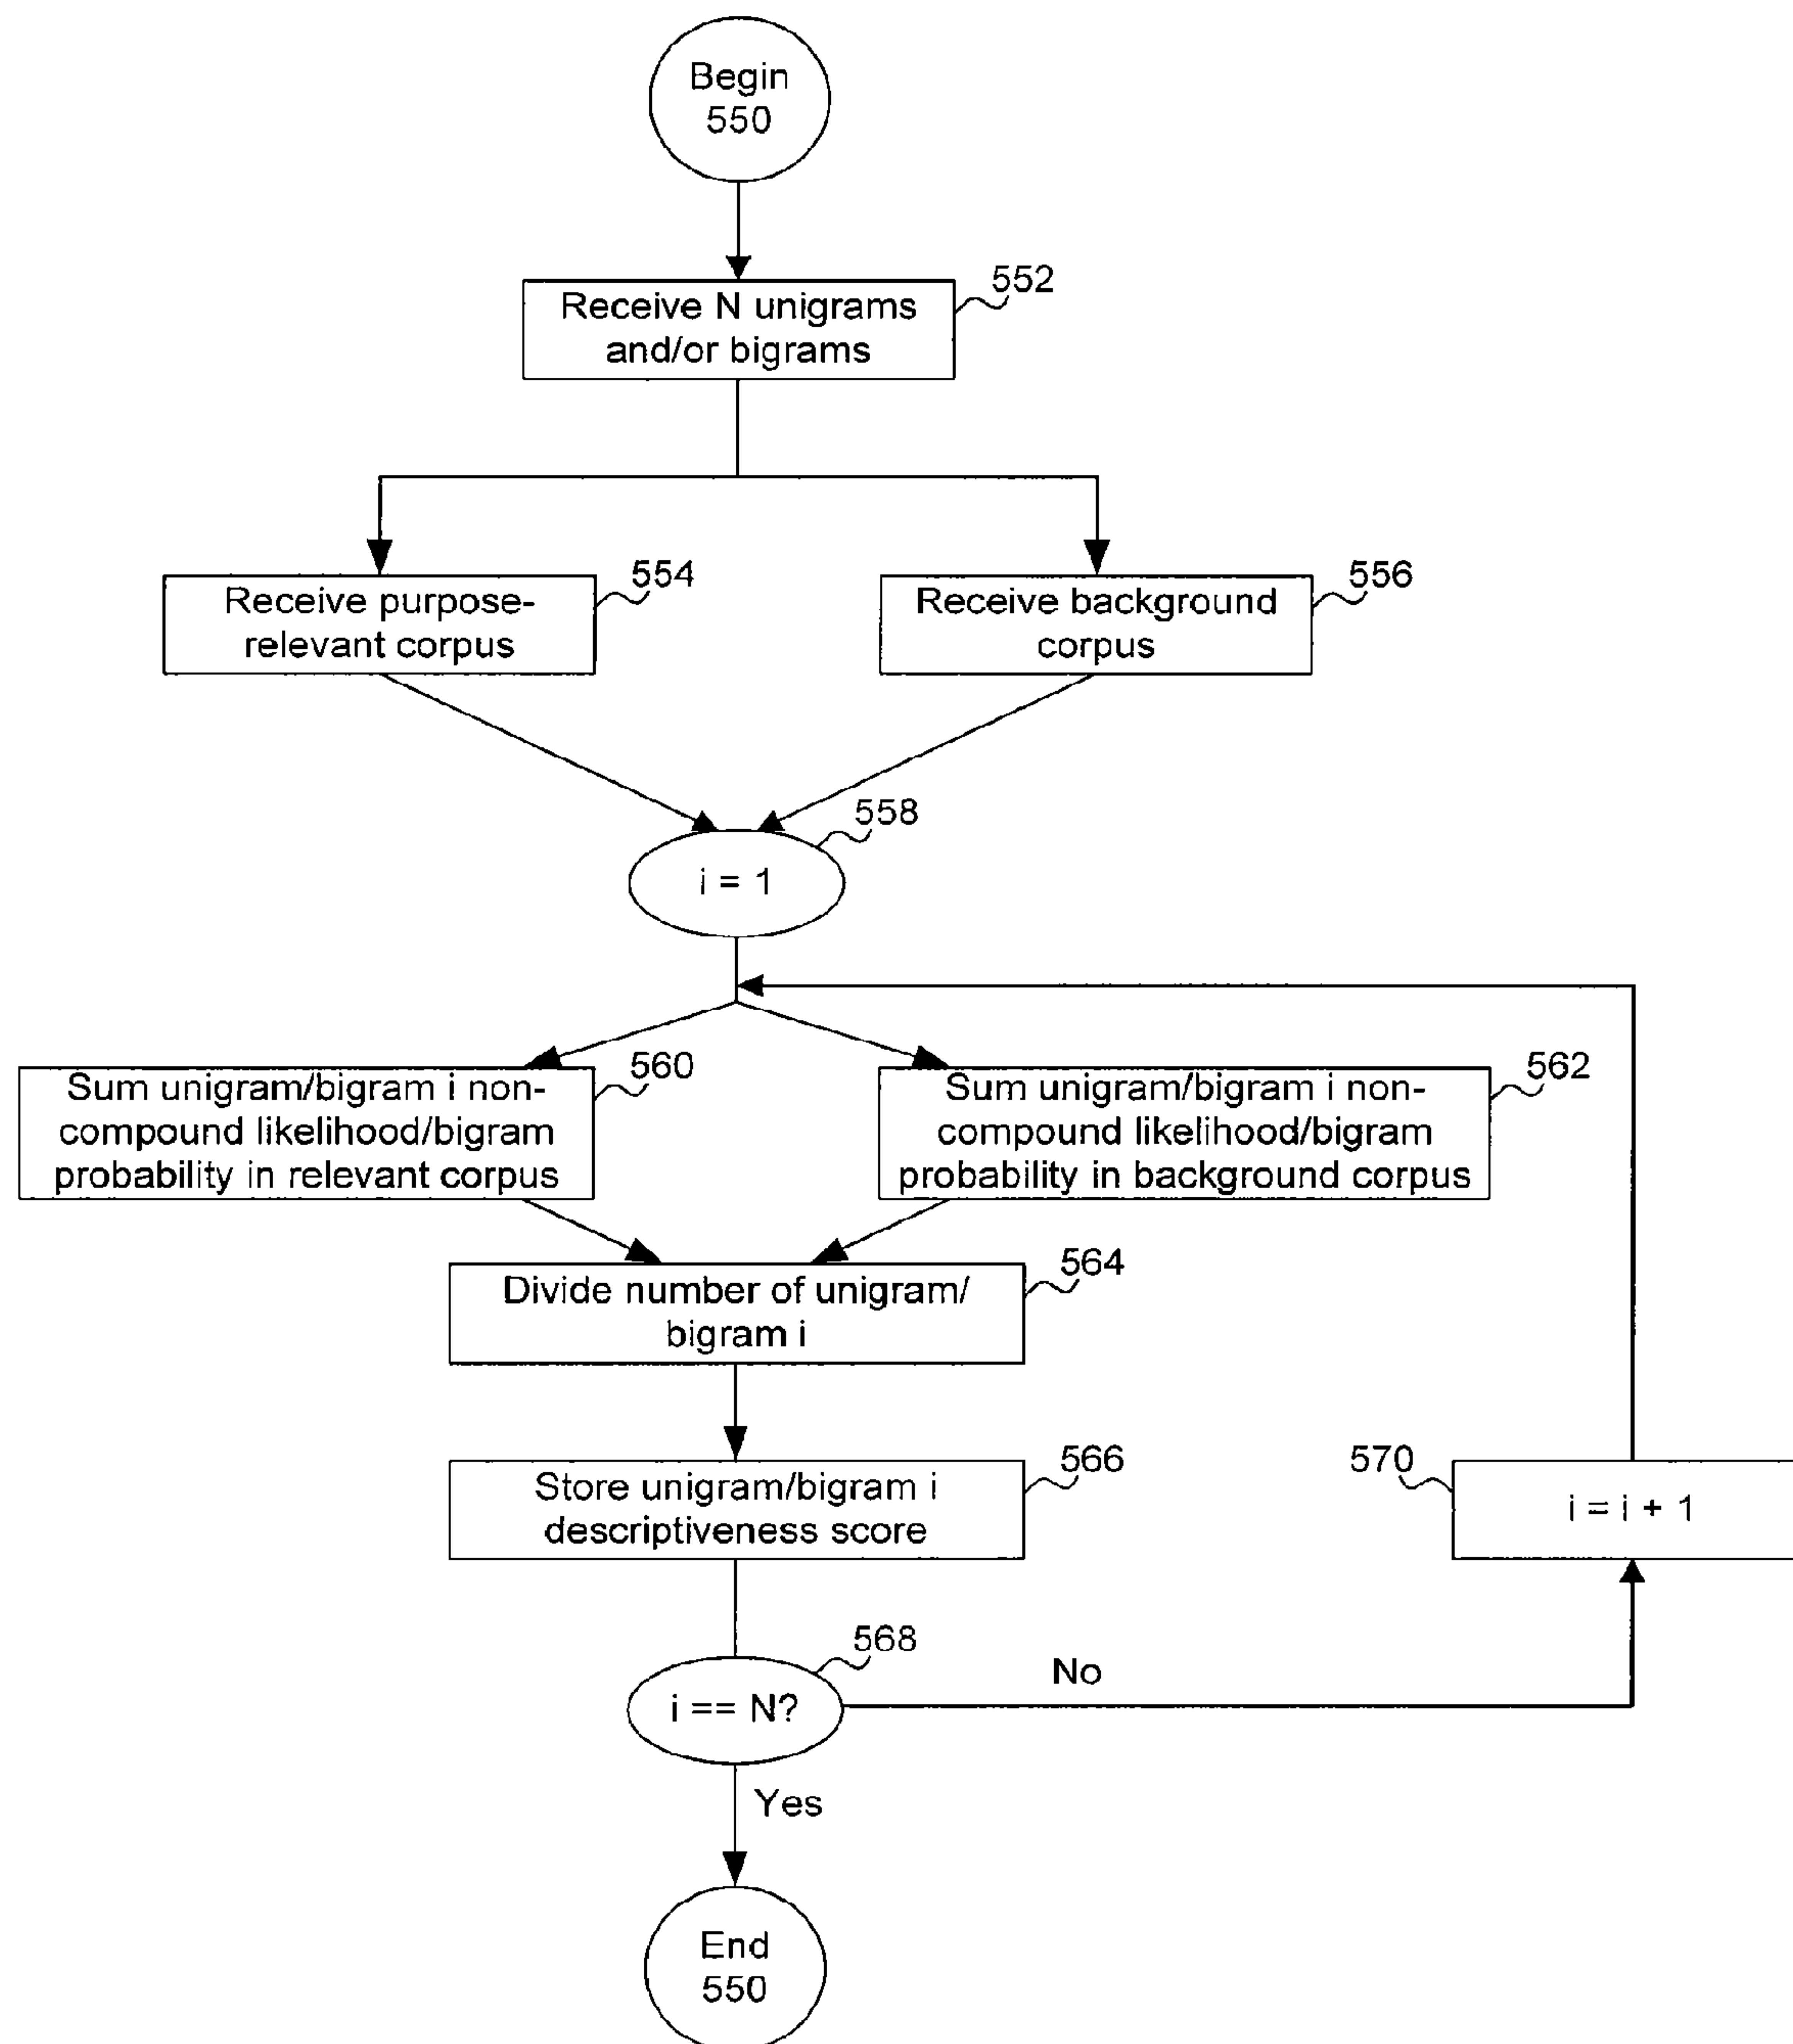 Begin
550
552
Receive N unigrams
and/or bigrams
554
Receive purpose-
relevant corpus
556
Receive background
corpus
558
i = 1
560
Sum unigram/bigram i non-
compound likelihood/bigram
probability in relevant corpus
562
Sum unigram/bigram i non-
compound likelihood/bigram
probability in background corpus
564
Divide number of unigram/
bigram i
566
Store unigram/bigram i
descriptiveness score
570
i = i + 1
568
i == N?
No
Yes
End
550